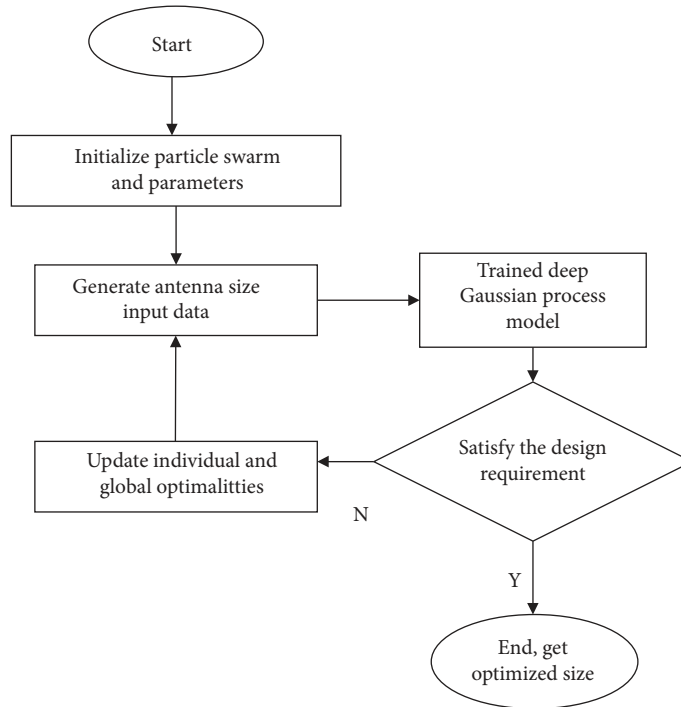 Start
Initialize particle swarm
and parameters
Generate antenna size
input data
Trained deep
Gaussian process
model
Satisfy the design
requirement
Update individual and
global optimalitties
N
Y
End, get
optimized size